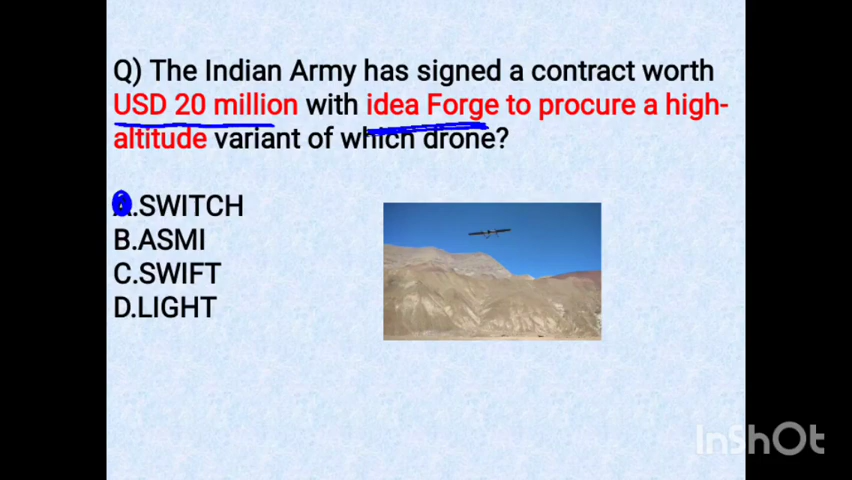 Q) The Indian Army has signed a contract worth
USD 20 million with idea Forge to procure a high-
altitude variant of which drone?
A.SWITCH
B.ASMI
C.SWIFT
D.LIGHT
InShOt